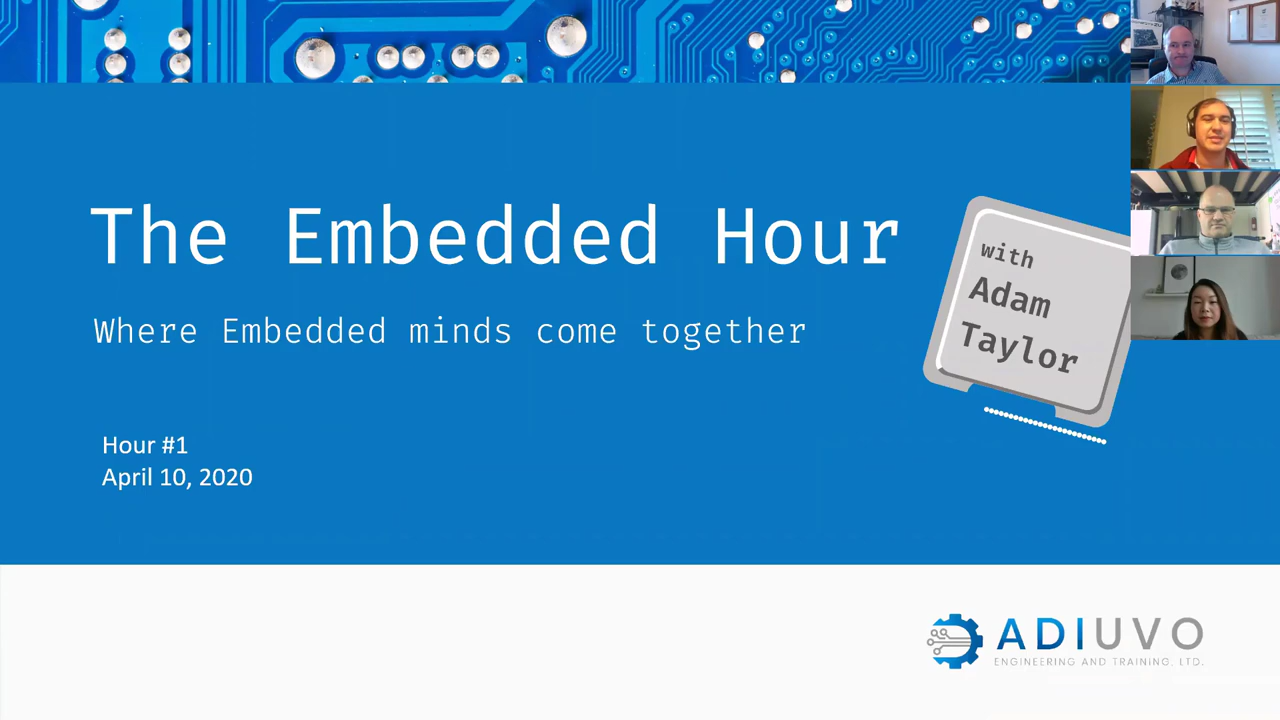 The Embedded Hour
Where Embedded minds come together
with
Adam
Taylor
Hour #1
April 10, 2020
ADIUVO
ENGINEERING AND TRAINING, LTD.